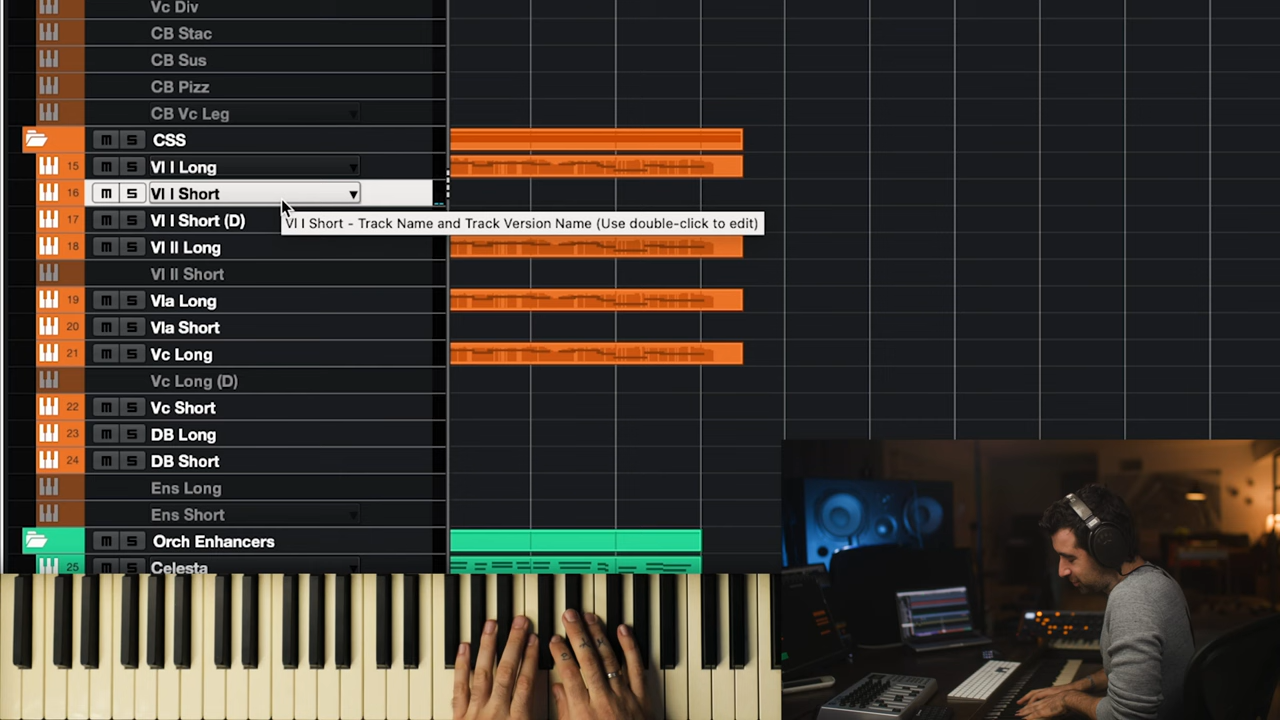 Vc Div
CB Stac
CB Sus
CB Pizz
CB Vc Leg
m S CSS
15 m S Vl I Long
16 m S Vl I Short
17 m S Vl I Short (D)
Vl I Short - Track Name and Track Version Name (Use double-click to edit)
18 m S Vl II Long
Vl II Short
19 m S Vla Long
20 m S Vla Short
21 m S Vc Long
Vc Long (D)
22 m S Vc Short
23 m S DB Long
24 m S DB Short
Ens Long
Ens Short
m S Orch Enhancers
25 Celesta